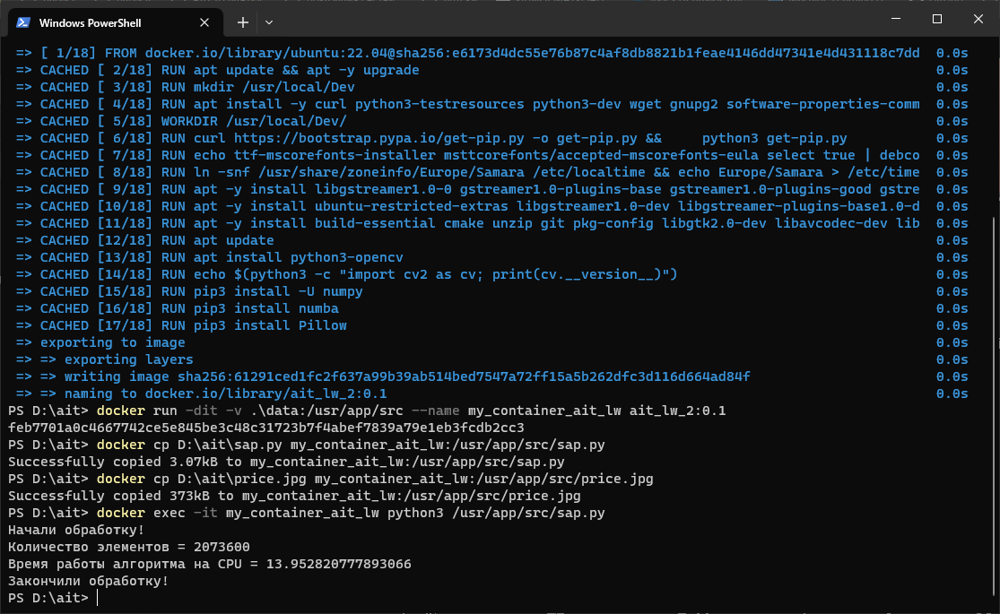 Windows PowerShell
=> [ 1/18] FROM docker.io/library/ubuntu:22.04@sha256:e6173d4dc55e76b87c4af8db8821b1feae4146dd47341e4d431118c7dd 0.0s
=> CACHED [ 2/18] RUN apt update && apt -y upgrade 0.0s
=> CACHED [ 3/18] RUN mkdir /usr/local/Dev 0.0s
=> CACHED [ 4/18] RUN apt install -y curl python3-testresources python3-dev wget gnupg2 software-properties-comm 0.0s
=> CACHED [ 5/18] WORKDIR /usr/local/Dev/ 0.0s
=> CACHED [ 6/18] RUN curl https://bootstrap.pypa.io/get-pip.py -o get-pip.py &&     python3 get-pip.py 0.0s
=> CACHED [ 7/18] RUN echo ttf-mscorefonts-installer msttcorefonts/accepted-mscorefonts-eula select true | debco 0.0s
=> CACHED [ 8/18] RUN ln -snf /usr/share/zoneinfo/Europe/Samara /etc/localtime && echo Europe/Samara > /etc/time 0.0s
=> CACHED [ 9/18] RUN apt -y install libgstreamer1.0-0 gstreamer1.0-plugins-base gstreamer1.0-plugins-good gstre 0.0s
=> CACHED [10/18] RUN apt -y install ubuntu-restricted-extras libgstreamer1.0-dev libgstreamer-plugins-base1.0-d 0.0s
=> CACHED [11/18] RUN apt -y install build-essential cmake unzip git pkg-config libgtk2.0-dev libavcodec-dev lib 0.0s
=> CACHED [12/18] RUN apt update 0.0s
=> CACHED [13/18] RUN apt install python3-opencv 0.0s
=> CACHED [14/18] RUN echo $(python3 -c "import cv2 as cv; print(cv.__version__)") 0.0s
=> CACHED [15/18] RUN pip3 install -U numpy 0.0s
=> CACHED [16/18] RUN pip3 install numba 0.0s
=> CACHED [17/18] RUN pip3 install Pillow 0.0s
=> exporting to image 0.0s
=> => exporting layers 0.0s
=> => writing image sha256:61291ced1fc2f637a99b39ab514bed7547a72ff15a5b262dfc3d116d664ad84f 0.0s
=> => naming to docker.io/library/ait_lw_2:0.1 0.0s
PS D:\ait> docker run -dit -v .\data:/usr/app/src --name my_container_ait_lw ait_lw_2:0.1
feb7701a0c4667742ce5e845be3c48c31723b7f4abef7839a79e1eb3fcdb2cc3
PS D:\ait> docker cp D:\ait\sap.py my_container_ait_lw:/usr/app/src/sap.py
Successfully copied 3.07kB to my_container_ait_lw:/usr/app/src/sap.py
PS D:\ait> docker cp D:\ait\price.jpg my_container_ait_lw:/usr/app/src/price.jpg
Successfully copied 373kB to my_container_ait_lw:/usr/app/src/price.jpg
PS D:\ait> docker exec -it my_container_ait_lw python3 /usr/app/src/sap.py
Начали обработку!
Количество элементов = 2073600
Время работы алгоритма на CPU = 13.952820777893066
Закончили обработку!
PS D:\ait>